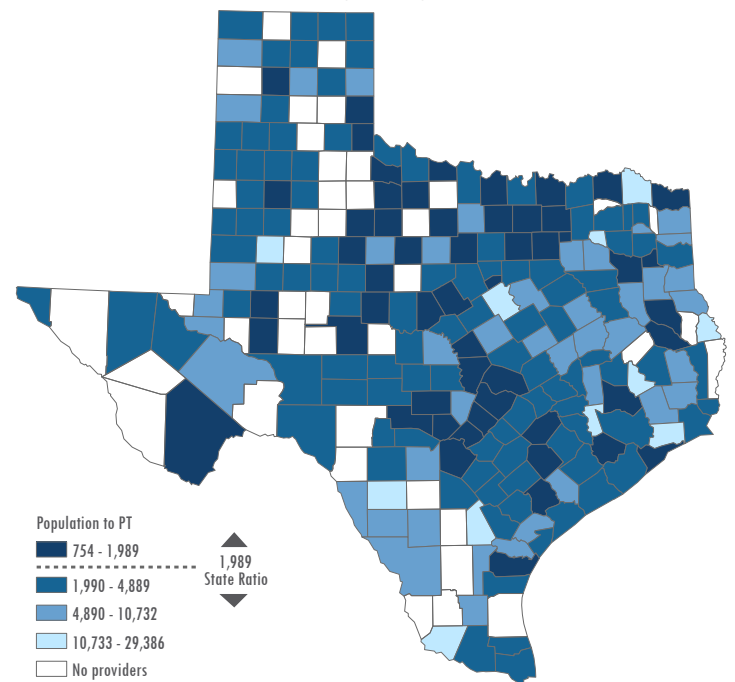 Population to PT
754 - 1,989
1,989
State Ratio
1,990 - 4,889
4,890 - 10,732
10,733 - 29,386
No providers